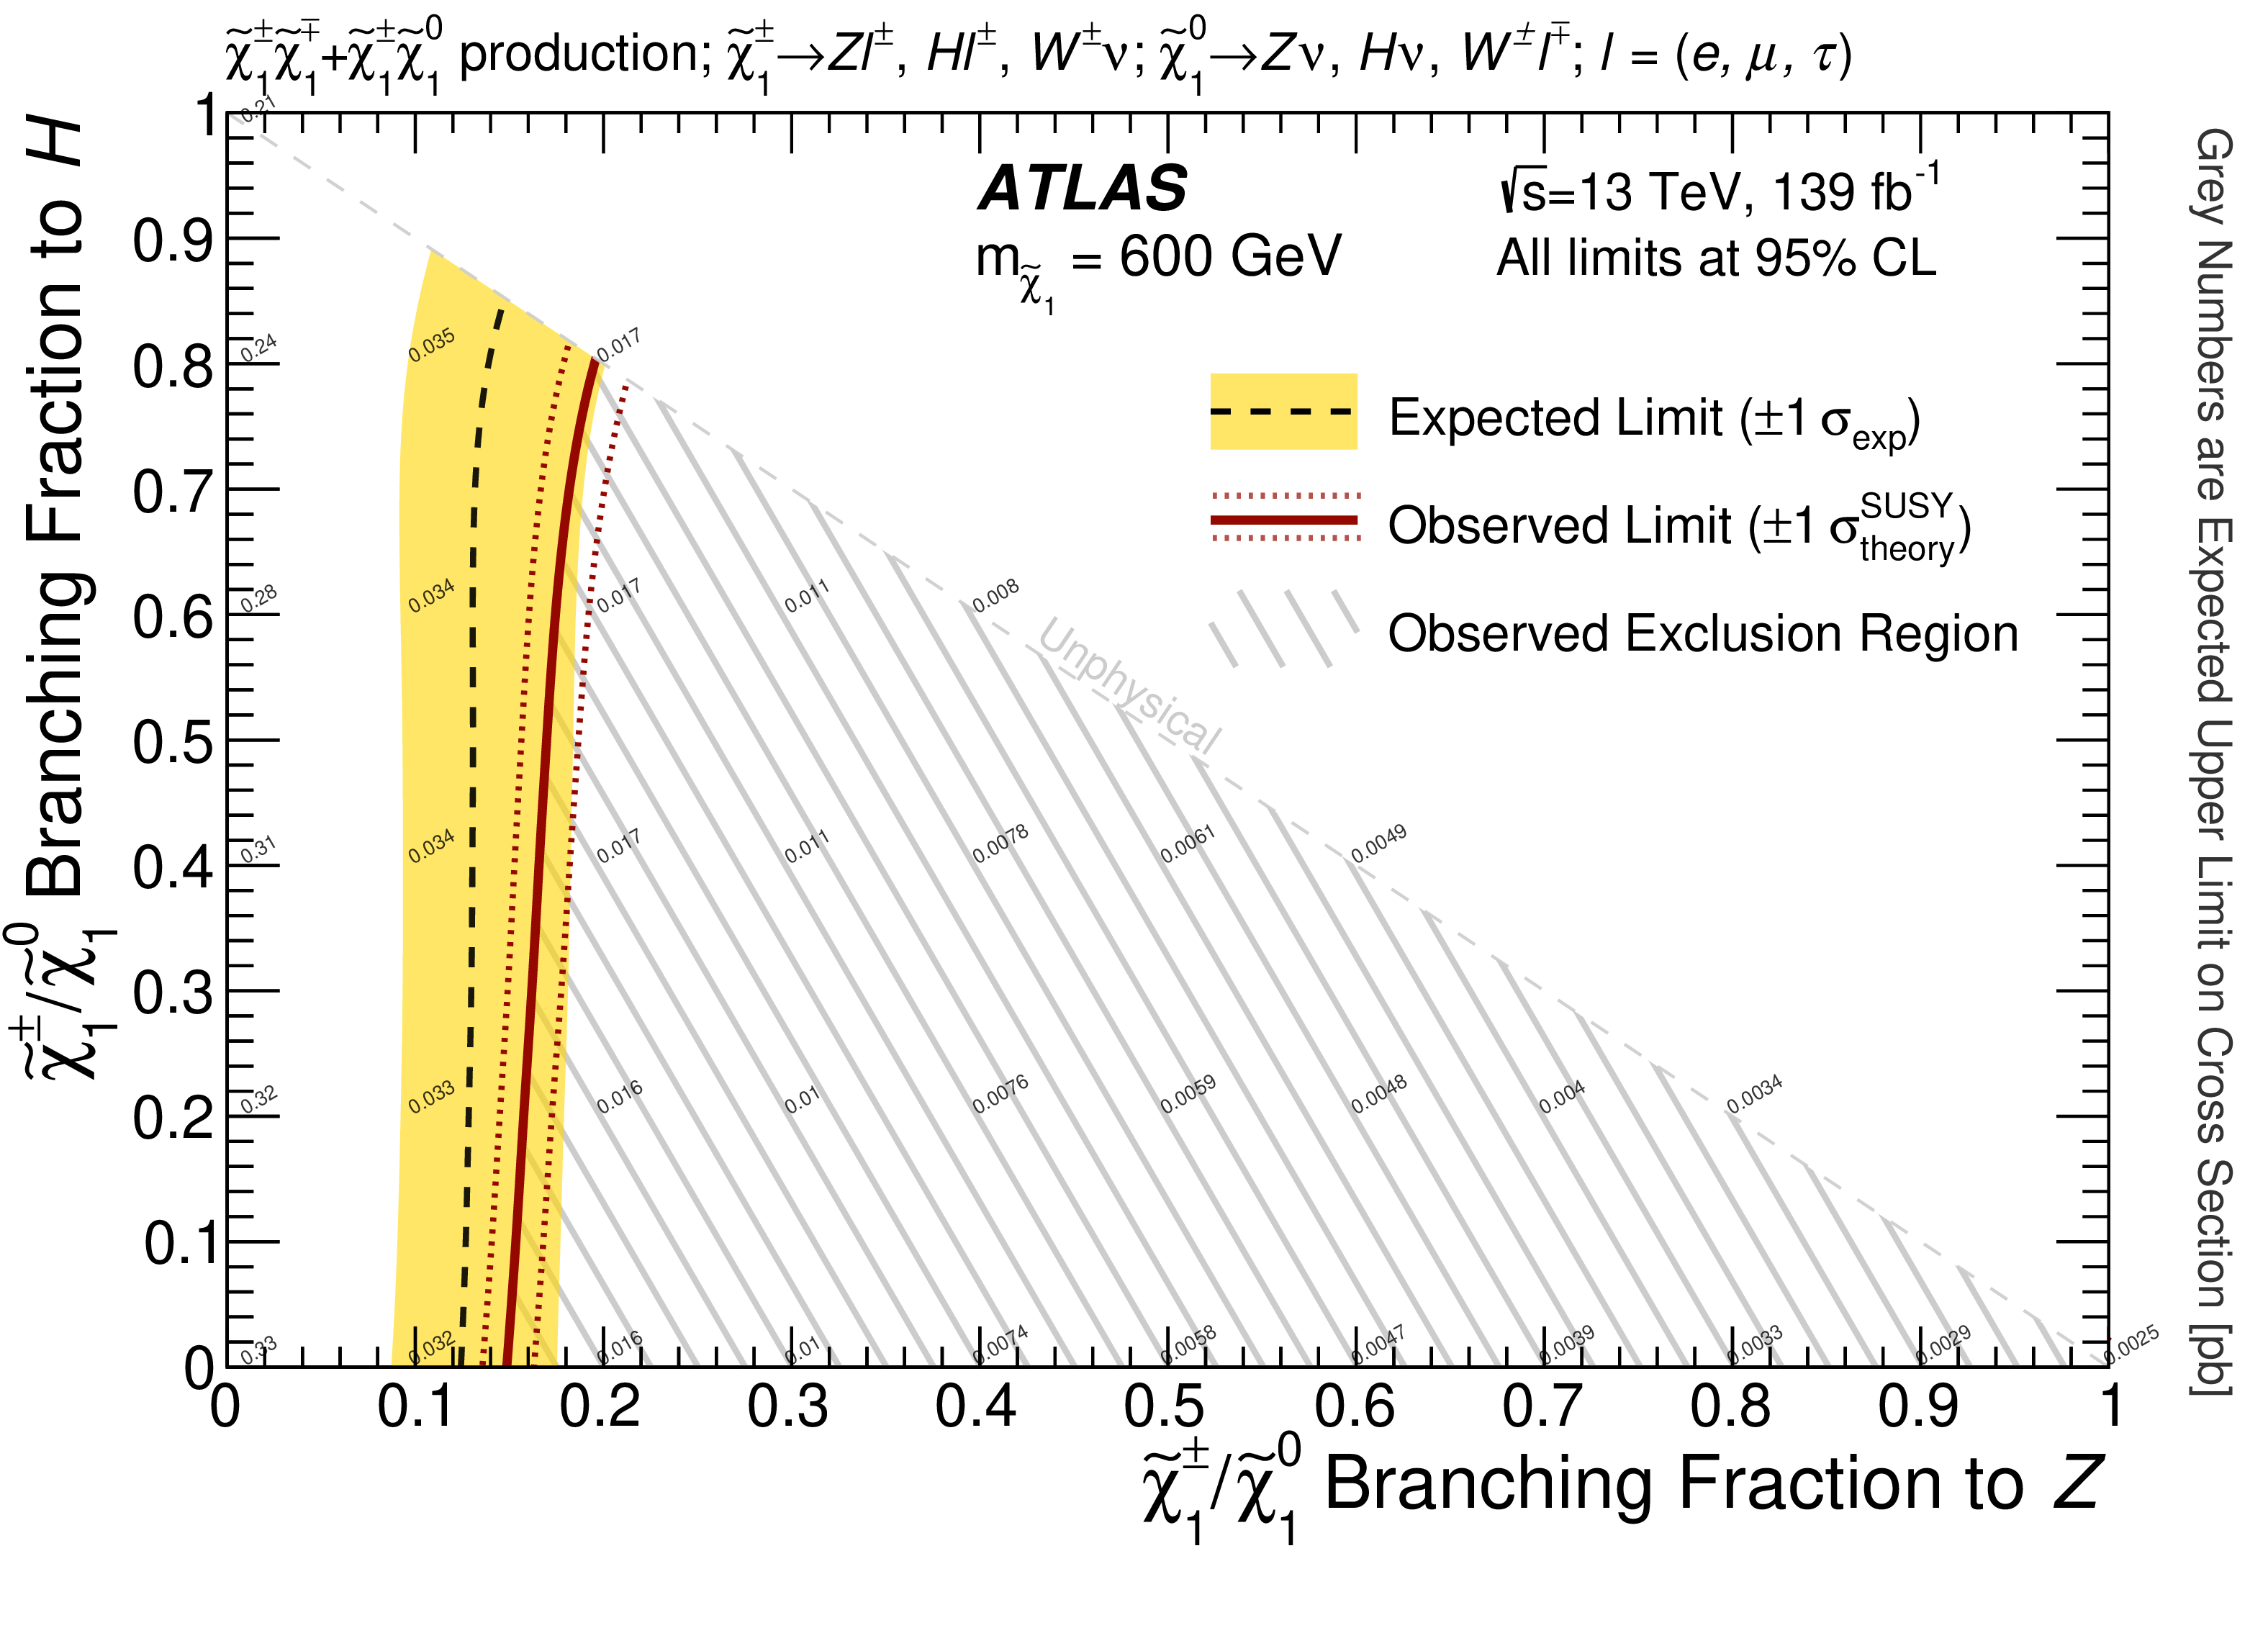 χ̃₁±χ̃₁∓+χ̃₁±χ̃₁⁰ production; χ̃₁±→Zl±, Hl±, W±ν; χ̃₁⁰→Zν, Hν, W±l∓; l = (e, μ, τ)
ATLAS
m_χ̃₁ = 600 GeV
√s=13 TeV, 139 fb⁻¹
All limits at 95% CL
Expected Limit (±1 σ_exp)
Observed Limit (±1 σ_theory^SUSY)
Observed Exclusion Region
Unphysical
χ̃₁±/χ̃₁⁰ Branching Fraction to H
1
0.9
0.8
0.7
0.6
0.5
0.4
0.3
0.2
0.1
0
0.21
0.24 0.035 0.017
0.28 0.034 0.017 0.011 0.008
0.31 0.034 0.017 0.011 0.0078 0.0061 0.0049
0.32 0.033 0.016 0.01 0.0076 0.0059 0.0048 0.004 0.0034
0.33 0.032 0.016 0.01 0.0074 0.0058 0.0047 0.0039 0.0033 0.0029 0.0025
0 0.1 0.2 0.3 0.4 0.5 0.6 0.7 0.8 0.9 1
χ̃₁±/χ̃₁⁰ Branching Fraction to Z
Grey Numbers are Expected Upper Limit on Cross Section [pb]